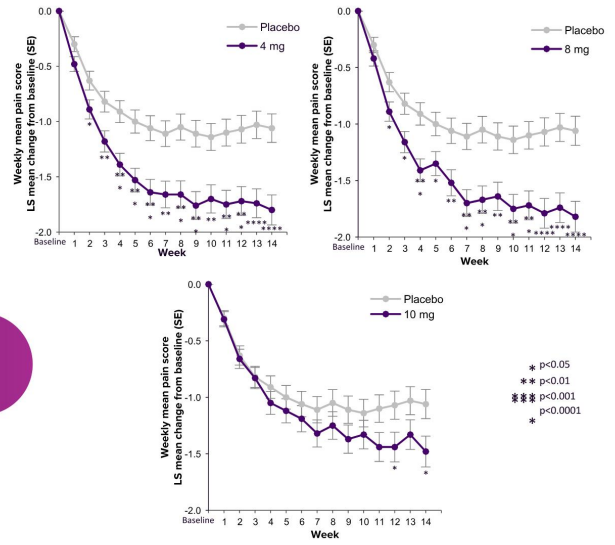 0.0
-0.5
-1.0
-1.5
-2.0
Weekly mean pain score
LS mean change from baseline (SE)
Placebo
4 mg
* ** ** * ** * ** * ** ** * ** * ** ** * ** **** ****
Baseline 1 2 3 4 5 6 7 8 9 10 11 12 13 14
Week
0.0
-0.5
-1.0
-1.5
-2.0
Weekly mean pain score
LS mean change from baseline (SE)
Placebo
8 mg
* * ** * * ** ** * ** * ** ** * ** * **** **** ****
Baseline 1 2 3 4 5 6 7 8 9 10 11 12 13 14
Week
0.0
-0.5
-1.0
-1.5
-2.0
Weekly mean pain score
LS mean change from baseline (SE)
Placebo
10 mg
* *
Baseline 1 2 3 4 5 6 7 8 9 10 11 12 13 14
Week
* p<0.05
** p<0.01
*** p<0.001
p<0.0001
*